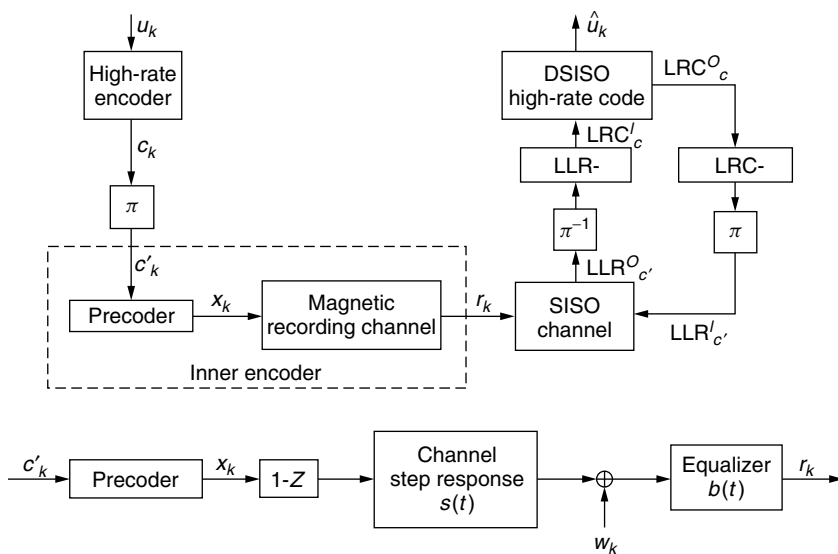 u_k
High-rate
encoder
c_k
π
c'_k
Precoder
x_k
Magnetic
recording channel
r_k
Inner encoder
û_k
DSISO
high-rate code
LRC^O_c
LRC^I_c
LLR-
LRC-
π^{-1}
π
LLR^O_{c'}
SISO
channel
LLR^I_{c'}
c'_k
Precoder
x_k
1-Z
Channel
step response
s(t)
w_k
Equalizer
b(t)
r_k